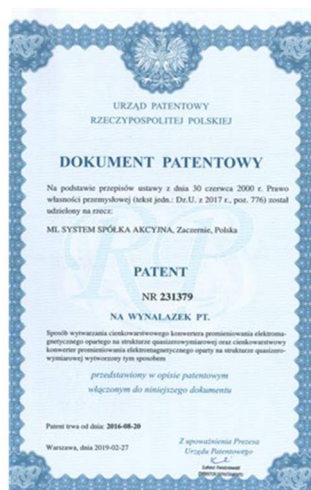 URZĄD PATENTOWY
RZECZYPOSPOLITEJ POLSKIEJ
DOKUMENT PATENTOWY
Na podstawie przepisów ustawy z dnia 30 czerwca 2000 r. Prawo
własności przemysłowej (tekst jedn.: Dz.U. z 2017 r., poz. 776) został
udzielony na rzecz:
ML SYSTEM SPÓŁKA AKCYJNA, Zaczernie, Polska
PATENT
NR 231379
NA WYNALAZEK PT.
Sposób wytwarzania cienkowarstwowego konwertera promieniowania elektroma-
gnetycznego opartego na strukturze quasizerowymiarowej oraz cienkowarstwowy
konwerter promieniowania elektromagnetycznego oparty na strukturze quasizero-
wymiarowej wytworzony tym sposobem
przedstawiony w opisie patentowym
włączonym do niniejszego dokumentu
Patent trwa od dnia: 2016-08-20
Warszawa, dnia 2019-02-27
Z upoważnienia Prezesa
Urzędu Patentowego